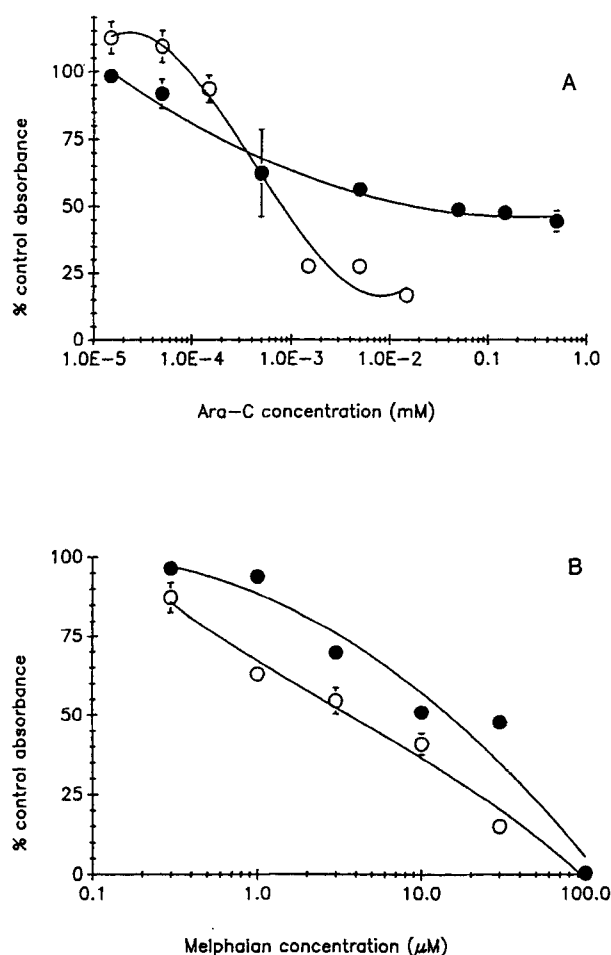 A
100
75
50
25
0
% control absorbance
1.0E-5 1.0E-4 1.0E-3 1.0E-2 0.1 1.0
Ara-C concentration (mM)
B
100
75
50
25
0
% control absorbance
0.1 1.0 10.0 100.0
Melphalan concentration (μM)